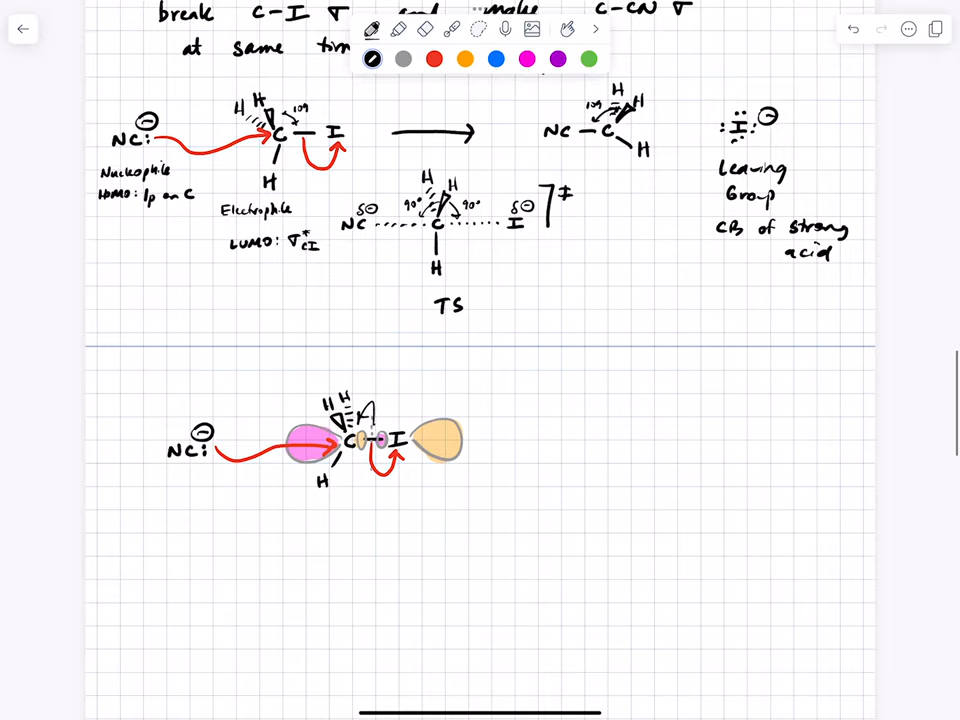 break C-I σ and make C-CN σ
at same tim
NC:⊖ H H C-I 109 H → NC-C 109 H H H :I:⊖
Nucleophile
HOMO: lp on C
Electrophile
LUMO: σ*CI
Leaving
Group
CB of strong
acid
δ⊖ NC C I δ⊖ H H H 90° 90° ‡
TS
NC:⊖ H H C-I H